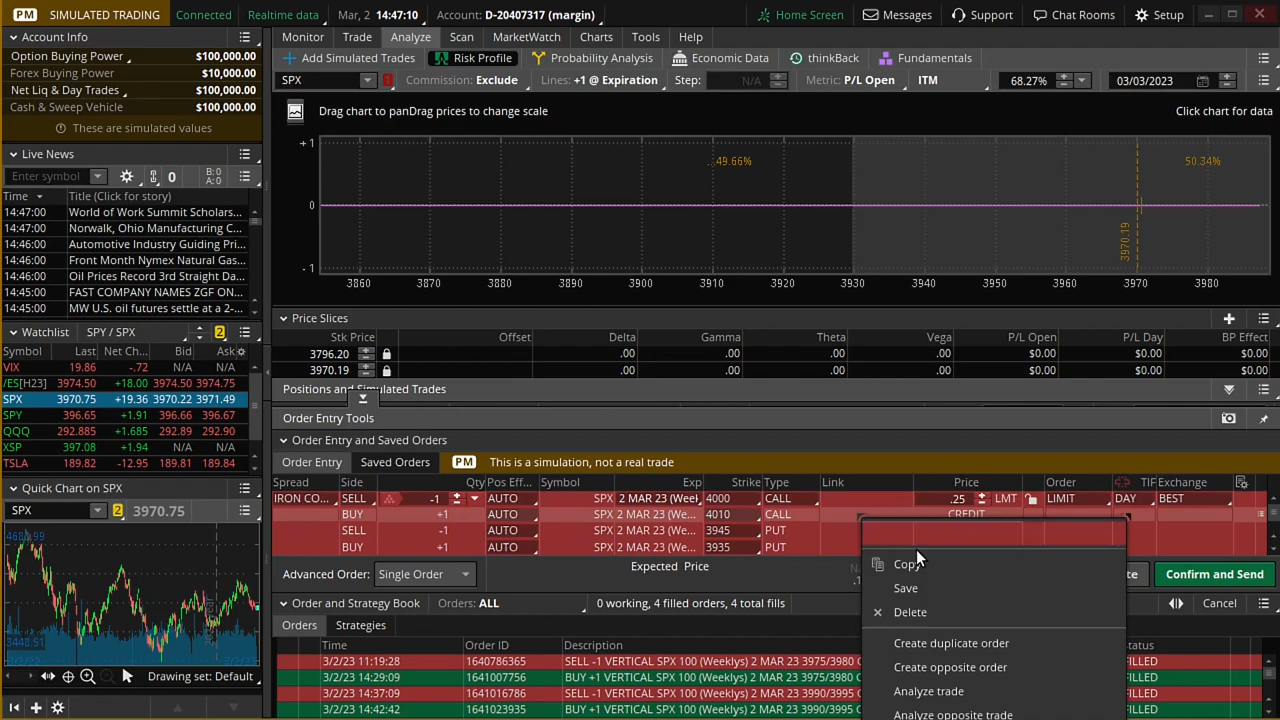 PM SIMULATED TRADING Connected Realtime data Mar, 2 14:47:10 Account: D-20407317 (margin) Home Screen Messages Support Chat Rooms Setup
Account Info
Option Buying Power $100,000.00
Forex Buying Power $10,000.00
Net Liq & Day Trades $100,000.00
Cash & Sweep Vehicle $100,000.00
These are simulated values
Live News
Enter symbol 0 B: 0 A: 0
Time Title (Click for story)
14:47:00 World of Work Summit Scholars...
14:47:00 Norwalk, Ohio Manufacturing C...
14:46:00 Automotive Industry Guiding Pri...
14:46:00 Front Month Nymex Natural Gas...
14:46:00 Oil Prices Record 3rd Straight Da...
14:45:00 FAST COMPANY NAMES ZGF ON...
14:45:00 MW U.S. oil futures settle at a 2-...
Watchlist SPY / SPX 2
Symbol Last Net Ch... Bid Ask
VIX 19.86 -.72 N/A N/A
/ES[H23] 3974.50 +18.00 3974.50 3974.75
SPX 3970.75 +19.36 3970.22 3971.49
SPY 396.65 +1.91 396.66 396.67
QQQ 292.885 +1.685 292.89 292.90
XSP 397.08 +1.94 N/A N/A
TSLA 189.82 -12.95 189.81 189.84
Quick Chart on SPX
SPX 2 3970.75
4680.99
3448.51
Drawing set: Default
Monitor Trade Analyze Scan MarketWatch Charts Tools Help
Add Simulated Trades Risk Profile Probability Analysis Economic Data thinkBack Fundamentals
SPX Commission: Exclude Lines: +1 @ Expiration Step: N/A Metric: P/L Open ITM 68.27% 03/03/2023
Drag chart to panDrag prices to change scale Click chart for data
+1
49.66% 50.34%
0
3970.19
-1
3860 3870 3880 3890 3900 3910 3920 3930 3940 3950 3960 3970 3980
Price Slices
Stk Price Offset Delta Gamma Theta Vega P/L Open P/L Day BP Effect
3796.20 .00 .00 .00 .00 $0.00 $0.00 $0.00
3970.19 .00 .00 .00 .00 $0.00 $0.00 $0.00
Positions and Simulated Trades
Order Entry Tools
Order Entry and Saved Orders
Order Entry Saved Orders PM This is a simulation, not a real trade
Spread Side Qty Pos Eff... Symbol Exp Strike Type Link Price Order TIF Exchange
IRON CO... SELL -1 AUTO SPX 2 MAR 23 (Weekl 4000 CALL .25 LMT LIMIT DAY BEST
BUY +1 AUTO SPX 2 MAR 23 (We... 4010 CALL CREDIT
SELL -1 AUTO SPX 2 MAR 23 (We... 3945 PUT
BUY +1 AUTO SPX 2 MAR 23 (We... 3935 PUT
Advanced Order: Single Order Expected Price Confirm and Send
Copy
Save
Delete
Create duplicate order
Create opposite order
Analyze trade
Analyze opposite trade
Order and Strategy Book Orders: ALL 0 working, 4 filled orders, 4 total fills Cancel
Orders Strategies
Time Order ID Description Status
3/2/23 11:19:28 1640786365 SELL -1 VERTICAL SPX 100 (Weeklys) 2 MAR 23 3975/3980 C FILLED
3/2/23 14:29:09 1641007756 BUY +1 VERTICAL SPX 100 (Weeklys) 2 MAR 23 3975/3980 C FILLED
3/2/23 14:37:09 1641016786 SELL -1 VERTICAL SPX 100 (Weeklys) 2 MAR 23 3990/3995 C FILLED
3/2/23 14:42:42 1641023935 BUY +1 VERTICAL SPX 100 (Weeklys) 2 MAR 23 3990/3995 C FILLED